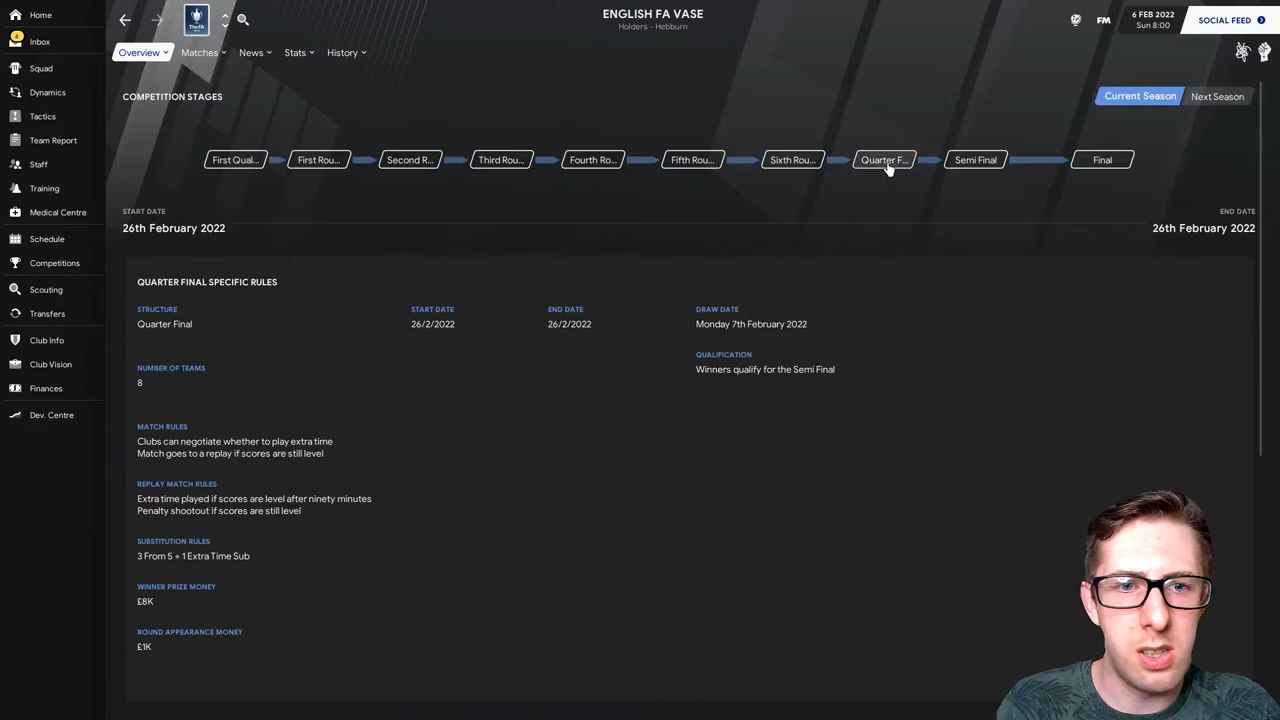 Home
4
Inbox
Squad
Dynamics
Tactics
Team Report
Staff
Training
Medical Centre
Schedule
Competitions
Scouting
Transfers
Club Info
Club Vision
Finances
Dev. Centre
TheFA
ENGLISH FA VASE
Holders - Hebburn
FM
6 FEB 2022
Sun 8:00
SOCIAL FEED
Overview
Matches
News
Stats
History
COMPETITION STAGES
Current Season
Next Season
First Qual...
First Rou...
Second R...
Third Rou...
Fourth Ro...
Fifth Rou...
Sixth Rou...
Quarter F...
Semi Final
Final
START DATE
26th February 2022
END DATE
26th February 2022
QUARTER FINAL SPECIFIC RULES
STRUCTURE
Quarter Final
START DATE
26/2/2022
END DATE
26/2/2022
DRAW DATE
Monday 7th February 2022
QUALIFICATION
Winners qualify for the Semi Final
NUMBER OF TEAMS
8
MATCH RULES
Clubs can negotiate whether to play extra time
Match goes to a replay if scores are still level
REPLAY MATCH RULES
Extra time played if scores are level after ninety minutes
Penalty shootout if scores are still level
SUBSTITUTION RULES
3 From 5 + 1 Extra Time Sub
WINNER PRIZE MONEY
£8K
ROUND APPEARANCE MONEY
£1K